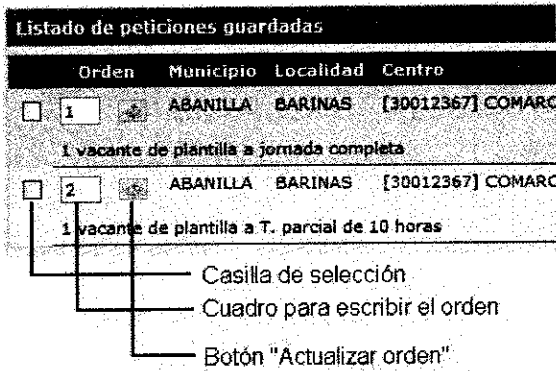 Listado de peticiones guardadas
Orden Municipio Localidad Centro
1 ABANILLA BARINAS [30012367] COMARC
1 vacante de plantilla a jornada completa
2 ABANILLA BARINAS [30012367] COMARC
1 vacante de plantilla a T. parcial de 10 horas
Casilla de selección
Cuadro para escribir el orden
Botón "Actualizar orden"